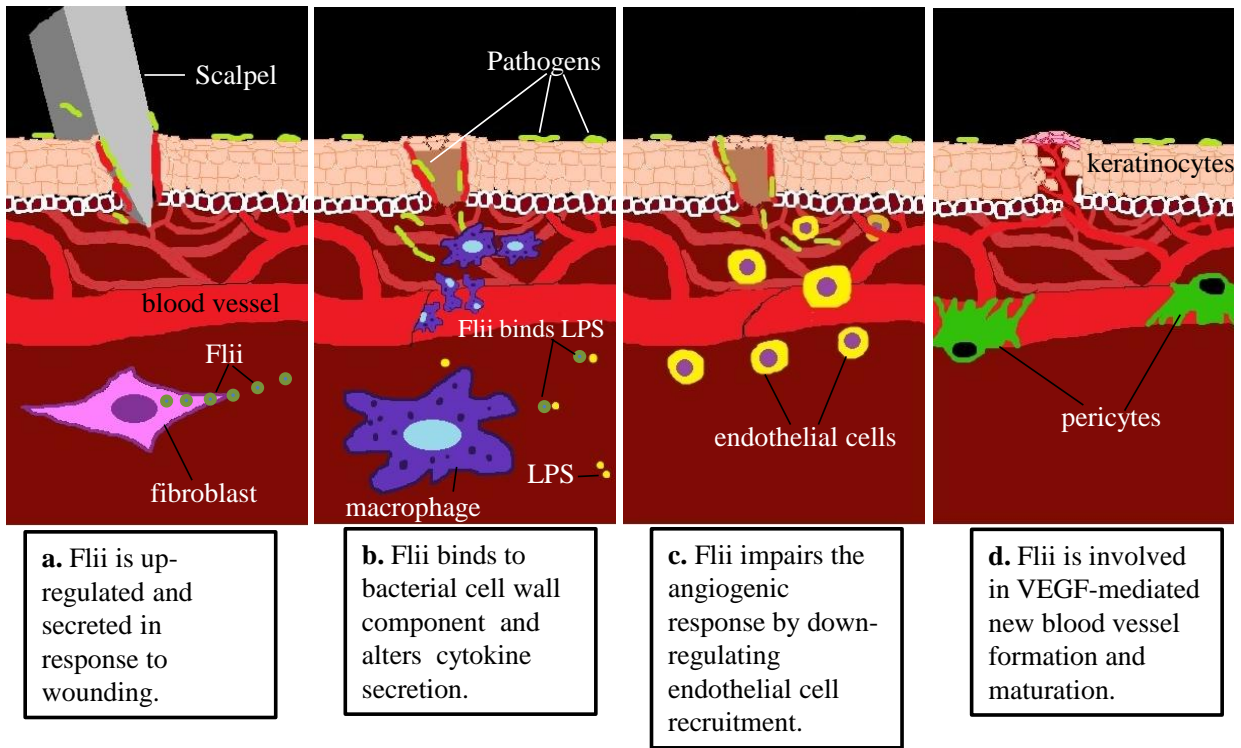 Scalpel
blood vessel
Flii
fibroblast
Pathogens
Flii binds LPS
LPS
macrophage
endothelial cells
keratinocytes
pericytes
a. Flii is up-
regulated and
secreted in
response to
wounding.
b. Flii binds to
bacterial cell wall
component and
alters cytokine
secretion.
c. Flii impairs the
angiogenic
response by down-
regulating
endothelial cell
recruitment.
d. Flii is involved
in VEGF-mediated
new blood vessel
formation and
maturation.